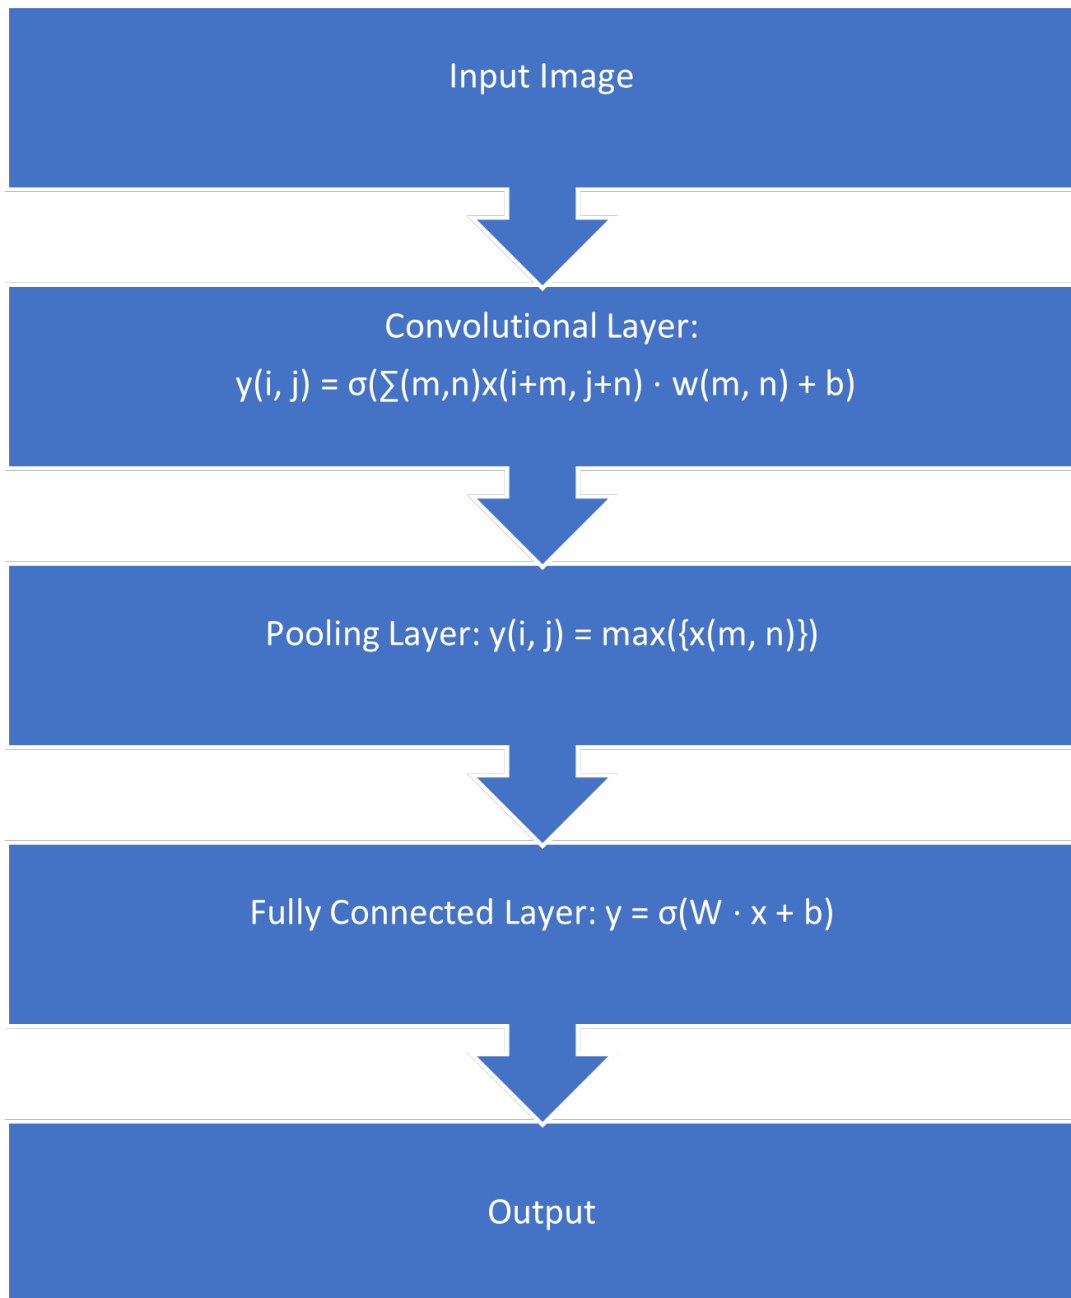 Input Image
Convolutional Layer:
y(i, j) = σ(∑(m,n)x(i+m, j+n) · w(m, n) + b)
Pooling Layer: y(i, j) = max({x(m, n)})
Fully Connected Layer: y = σ(W · x + b)
Output